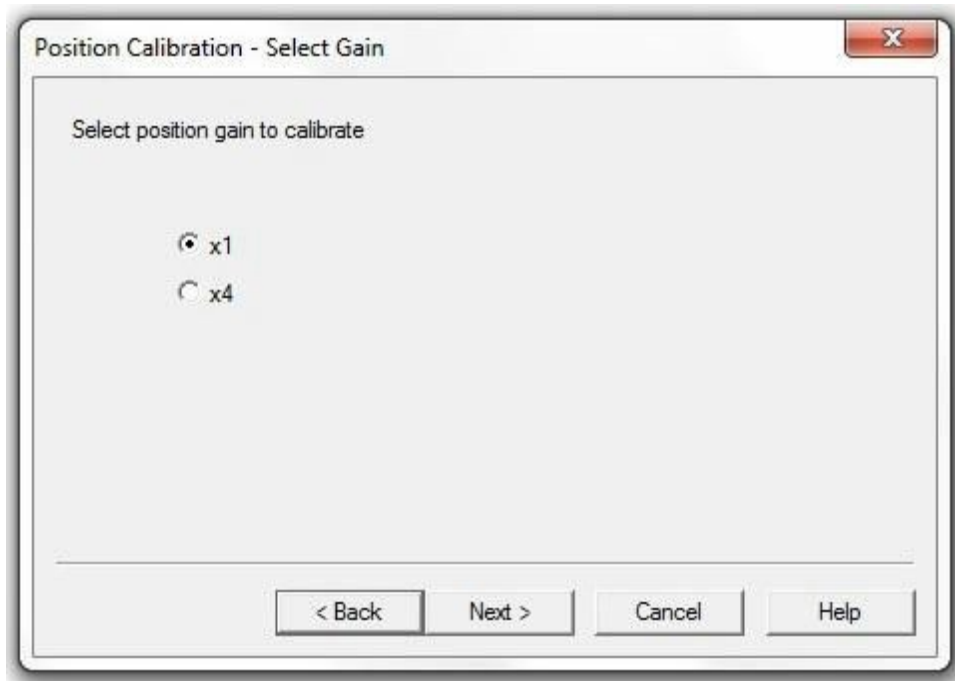 Position Calibration - Select Gain
Select position gain to calibrate
x1
x4
< Back Next > Cancel Help